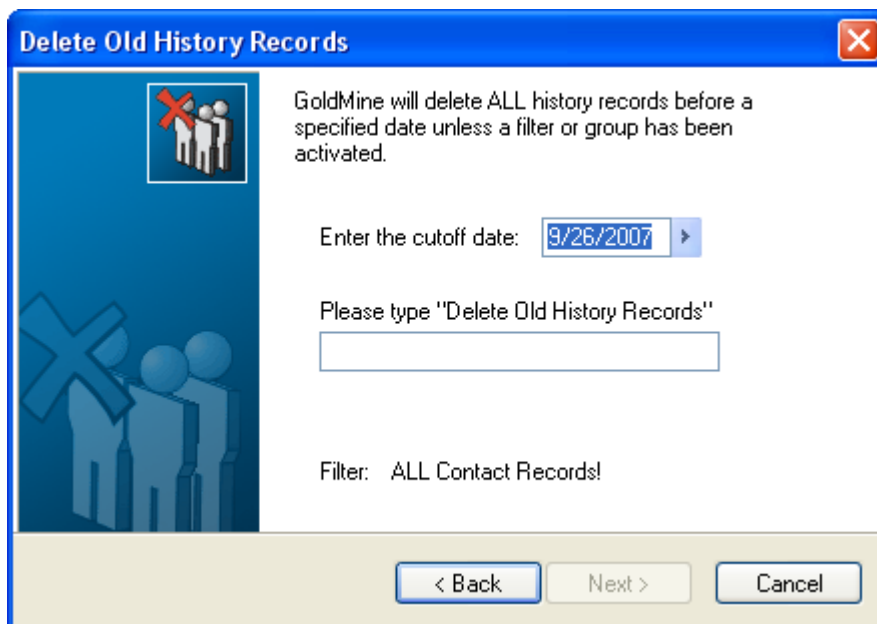 Delete Old History Records
GoldMine will delete ALL history records before a
specified date unless a filter or group has been
activated.
Enter the cutoff date: 9/26/2007
Please type "Delete Old History Records"
Filter: ALL Contact Records!
< Back Next > Cancel